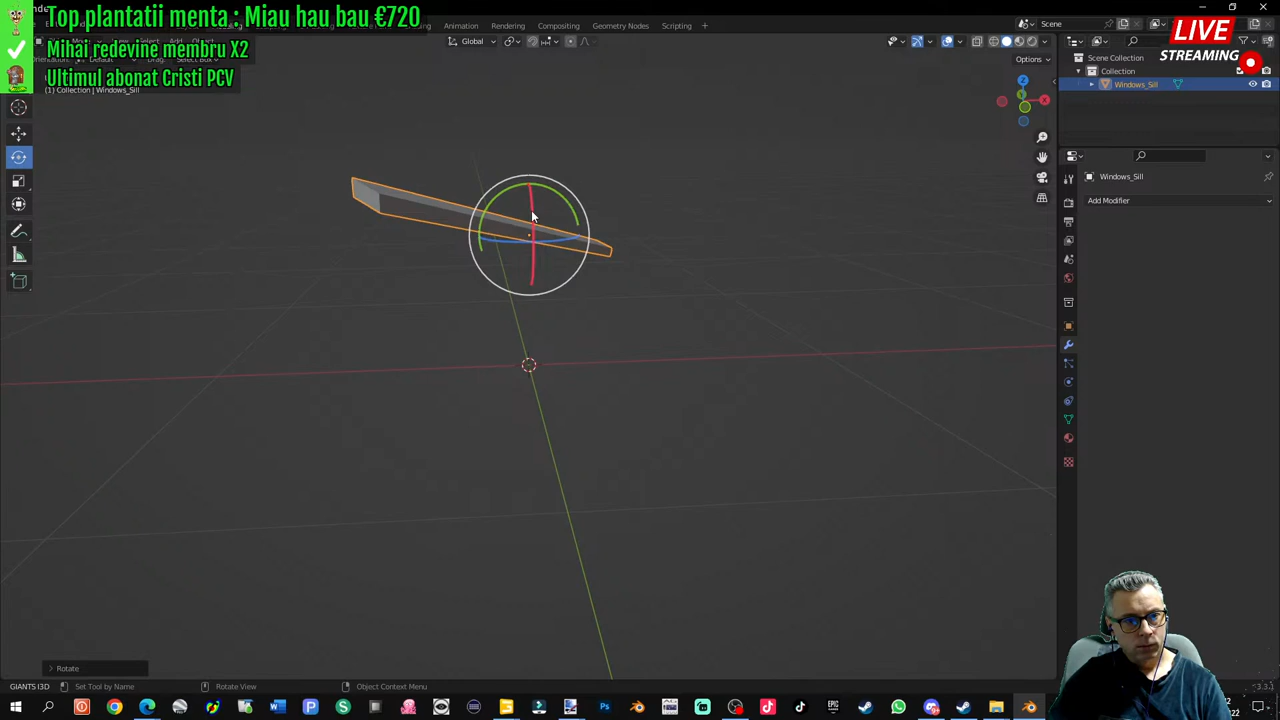 Top plantatii menta : Miau hau bau €720
Mihai redevine membru X2
Ultimul abonat Cristi PCV
Animation
Rendering
Compositing
Geometry Nodes
Scripting
Scene
LIVE
STREAMING
Global
Options
(1) Collection | Windows_Sill
Scene Collection
Collection
Windows_Sill
Windows_Sill
Add Modifier
Z
X
Rotate
GIANTS I3D
Set Tool by Name
Rotate View
Object Context Menu